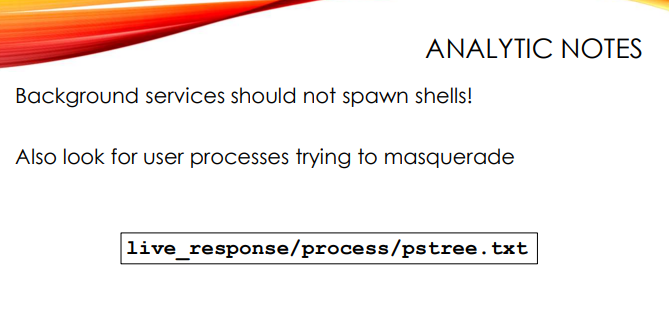 ANALYTIC NOTES
Background services should not spawn shells!
Also look for user processes trying to masquerade
live_response/process/pstree.txt